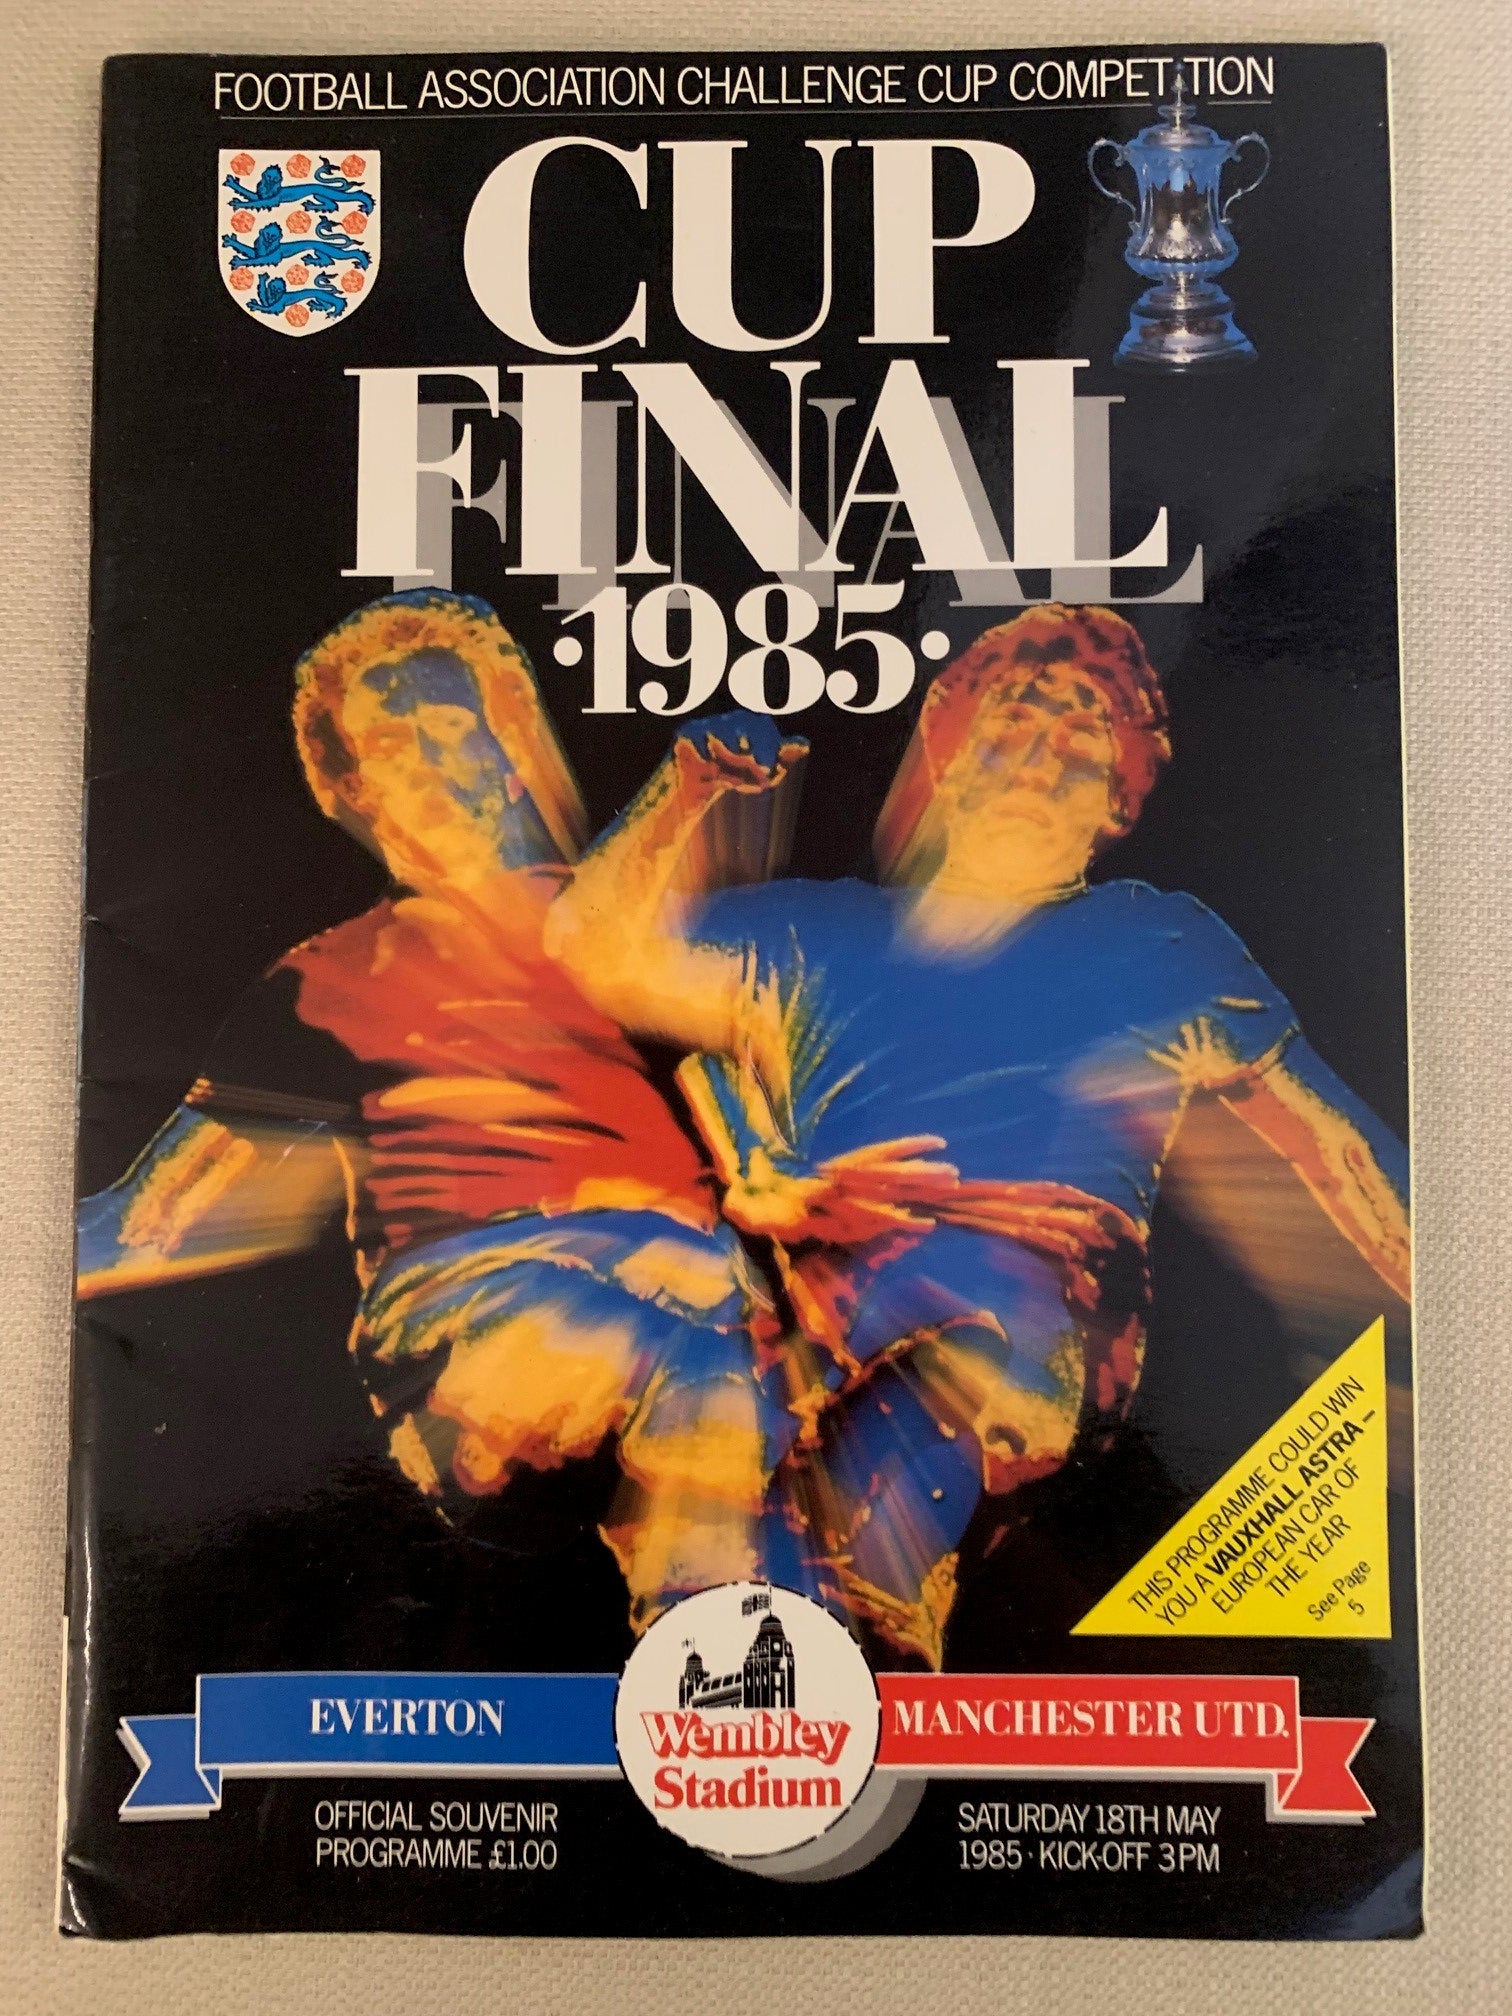 FOOTBALL ASSOCIATION CHALLENGE CUP COMPETITION
CUP
FINAL
·1985·
THIS PROGRAMME COULD WIN
YOU A VAUXHALL ASTRA –
EUROPEAN CAR OF
THE YEAR
See Page
5
EVERTON
Wembley
Stadium
MANCHESTER UTD.
OFFICIAL SOUVENIR
PROGRAMME £1.00
SATURDAY 18TH MAY
1985 · KICK-OFF 3PM